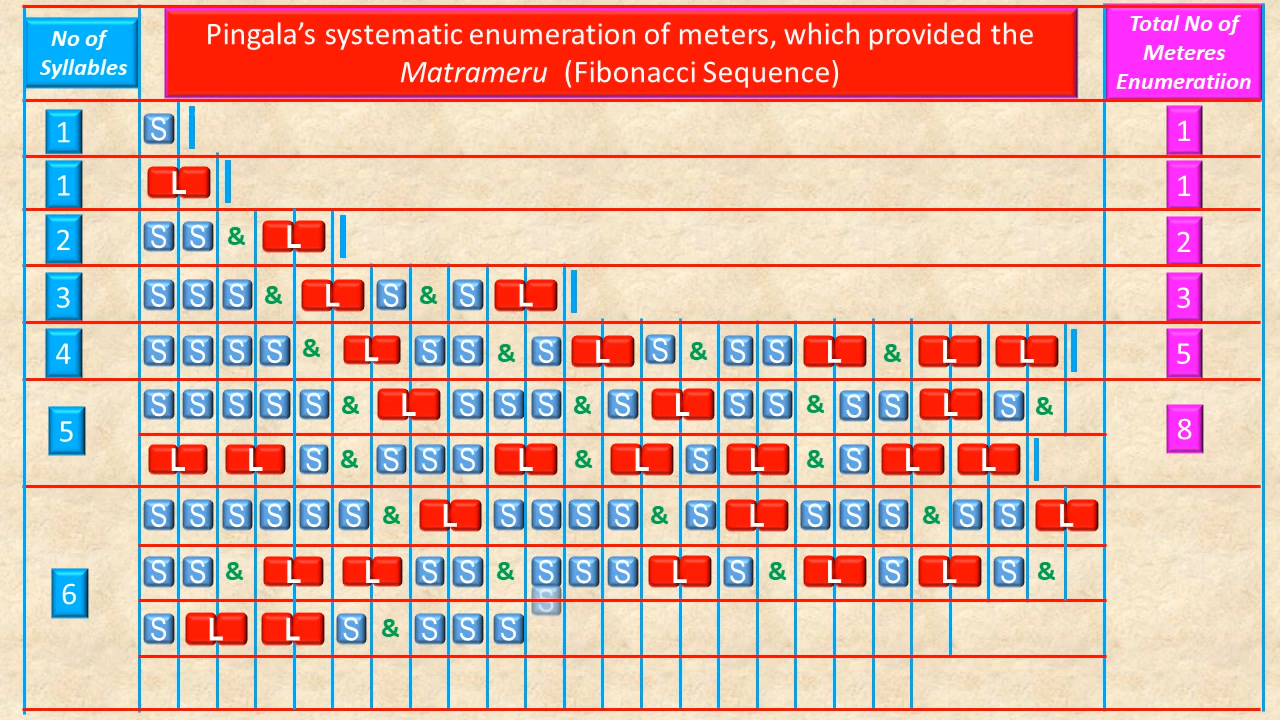 No of
Syllables
Pingala's systematic enumeration of meters, which provided the
Matrameru (Fibonacci Sequence)
Total No of
Meteres
Enumeratiion
1 S 1
1 L 1
2 S S & L 2
3 S S S & L S & S L 3
4 S S S S & L S S & S L S & S S L & L L 5
5
S S S S S & L S S S & S L S S & S S L S &
8
L L S & S S S L & L S L & S L L
6
S S S S S S & L S S S S & S L S S S & S S L
S S & L L S S & S S S L S & L S L S &
S
S L L S & S S S